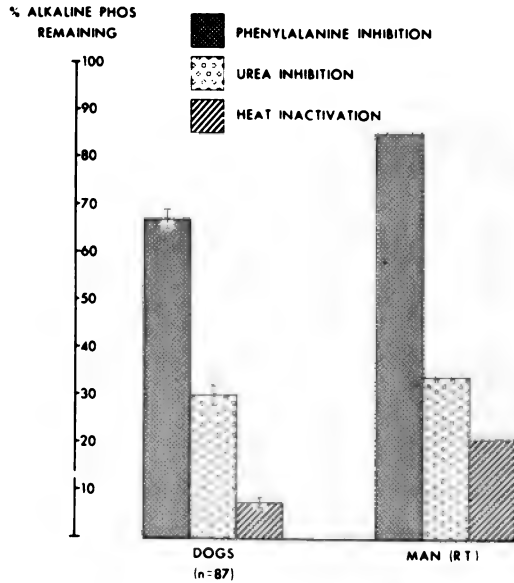 % ALKALINE PHOS
REMAINING
PHENYLALANINE INHIBITION
UREA INHIBITION
HEAT INACTIVATION
100
90
80
70
60
50
40
30
20
10
DOGS
(n=87)
MAN (RT)